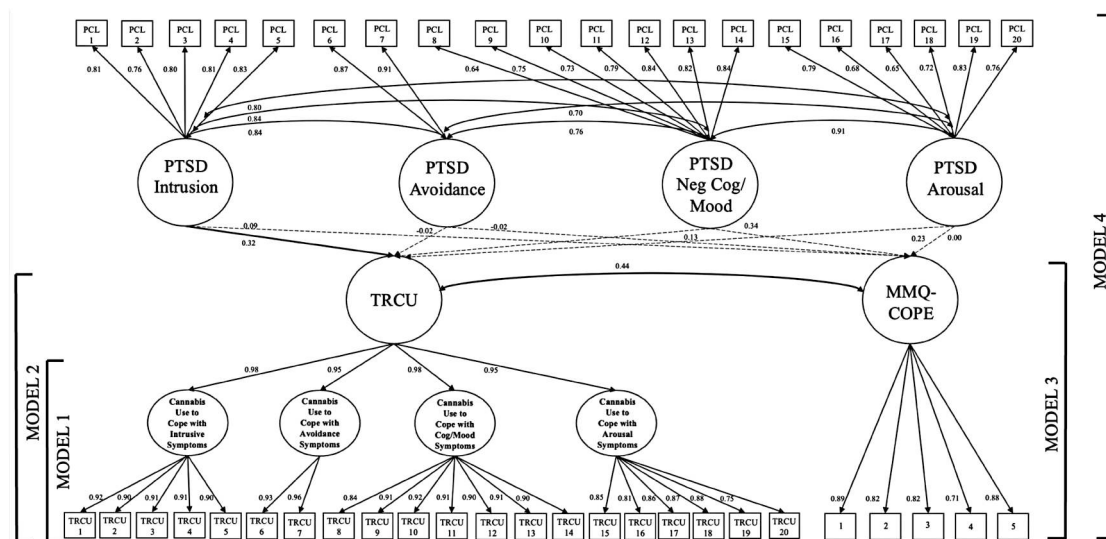 PCL 1
PCL 2
PCL 3
PCL 4
PCL 5
PCL 6
PCL 7
PCL 8
PCL 9
PCL 10
PCL 11
PCL 12
PCL 13
PCL 14
PCL 15
PCL 16
PCL 17
PCL 18
PCL 19
PCL 20
0.81 0.76 0.80 0.81 0.83 0.87 0.91 0.64 0.75 0.73 0.79 0.84 0.82 0.84 0.79 0.68 0.65 0.72 0.83 0.76
0.80
0.84
0.84
0.70
0.76
0.91
PTSD
Intrusion
PTSD
Avoidance
PTSD
Neg Cog/
Mood
PTSD
Arousal
0.09
0.32
-0.02
-0.02
0.13
0.34
0.23
0.00
0.44
TRCU
MMQ-
COPE
0.98
0.95
0.98
0.95
Cannabis
Use to
Cope with
Intrusive
Symptoms
Cannabis
Use to
Cope with
Avoidance
Symptoms
Cannabis
Use to
Cope with
Cog/Mood
Symptoms
Cannabis
Use to
Cope with
Arousal
Symptoms
0.92 0.90 0.91 0.91 0.90 0.93 0.96 0.84 0.91 0.92 0.91 0.90 0.91 0.90 0.85 0.81 0.86 0.87 0.88 0.75
0.89 0.82 0.82 0.71 0.88
TRCU 1
TRCU 2
TRCU 3
TRCU 4
TRCU 5
TRCU 6
TRCU 7
TRCU 8
TRCU 9
TRCU 10
TRCU 11
TRCU 12
TRCU 13
TRCU 14
TRCU 15
TRCU 16
TRCU 17
TRCU 18
TRCU 19
TRCU 20
1
2
3
4
5
MODEL 2
MODEL 1
MODEL 3
MODEL 4